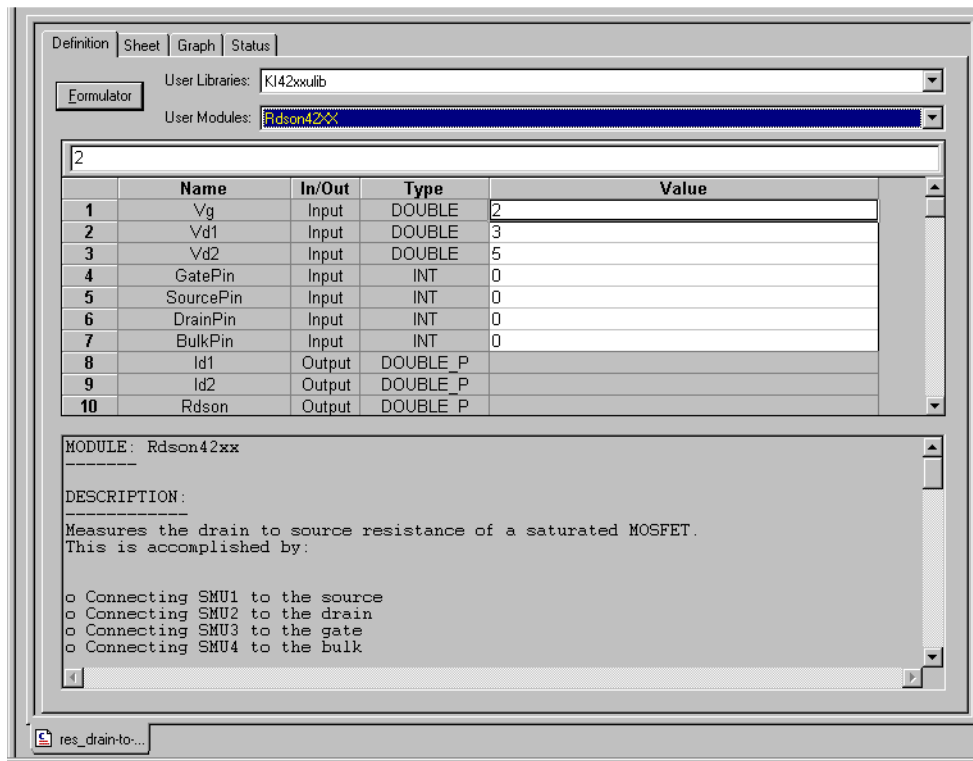 Definition Sheet Graph Status
Formulator
User Libraries: KI42xxulib
User Modules: Rdson42XX
2
Name In/Out Type Value
1 Vg Input DOUBLE 2
2 Vd1 Input DOUBLE 3
3 Vd2 Input DOUBLE 5
4 GatePin Input INT 0
5 SourcePin Input INT 0
6 DrainPin Input INT 0
7 BulkPin Input INT 0
8 Id1 Output DOUBLE_P
9 Id2 Output DOUBLE_P
10 Rdson Output DOUBLE_P
MODULE: Rdson42xx
-------
DESCRIPTION:
------------
Measures the drain to source resistance of a saturated MOSFET.
This is accomplished by:
o Connecting SMU1 to the source
o Connecting SMU2 to the drain
o Connecting SMU3 to the gate
o Connecting SMU4 to the bulk
res_drain-to-...